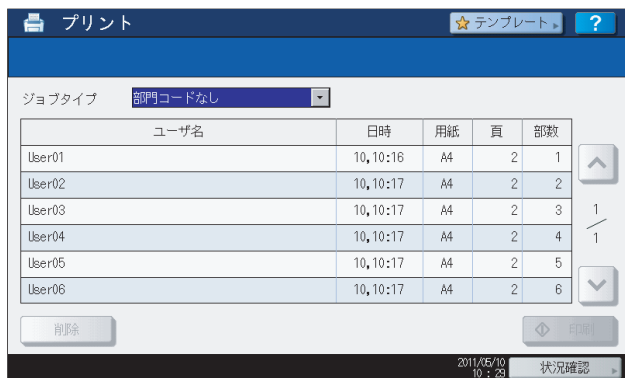 プリント テンプレート ?
ジョブタイプ 部門コードなし
ユーザ名 日時 用紙 頁 部数
User01 10,10:16 A4 2 1
User02 10,10:17 A4 2 2
User03 10,10:17 A4 2 3
User04 10,10:17 A4 2 4
User05 10,10:17 A4 2 5
User06 10,10:17 A4 2 6
1
1
削除 印刷
2011/05/10
10 : 29
状況確認